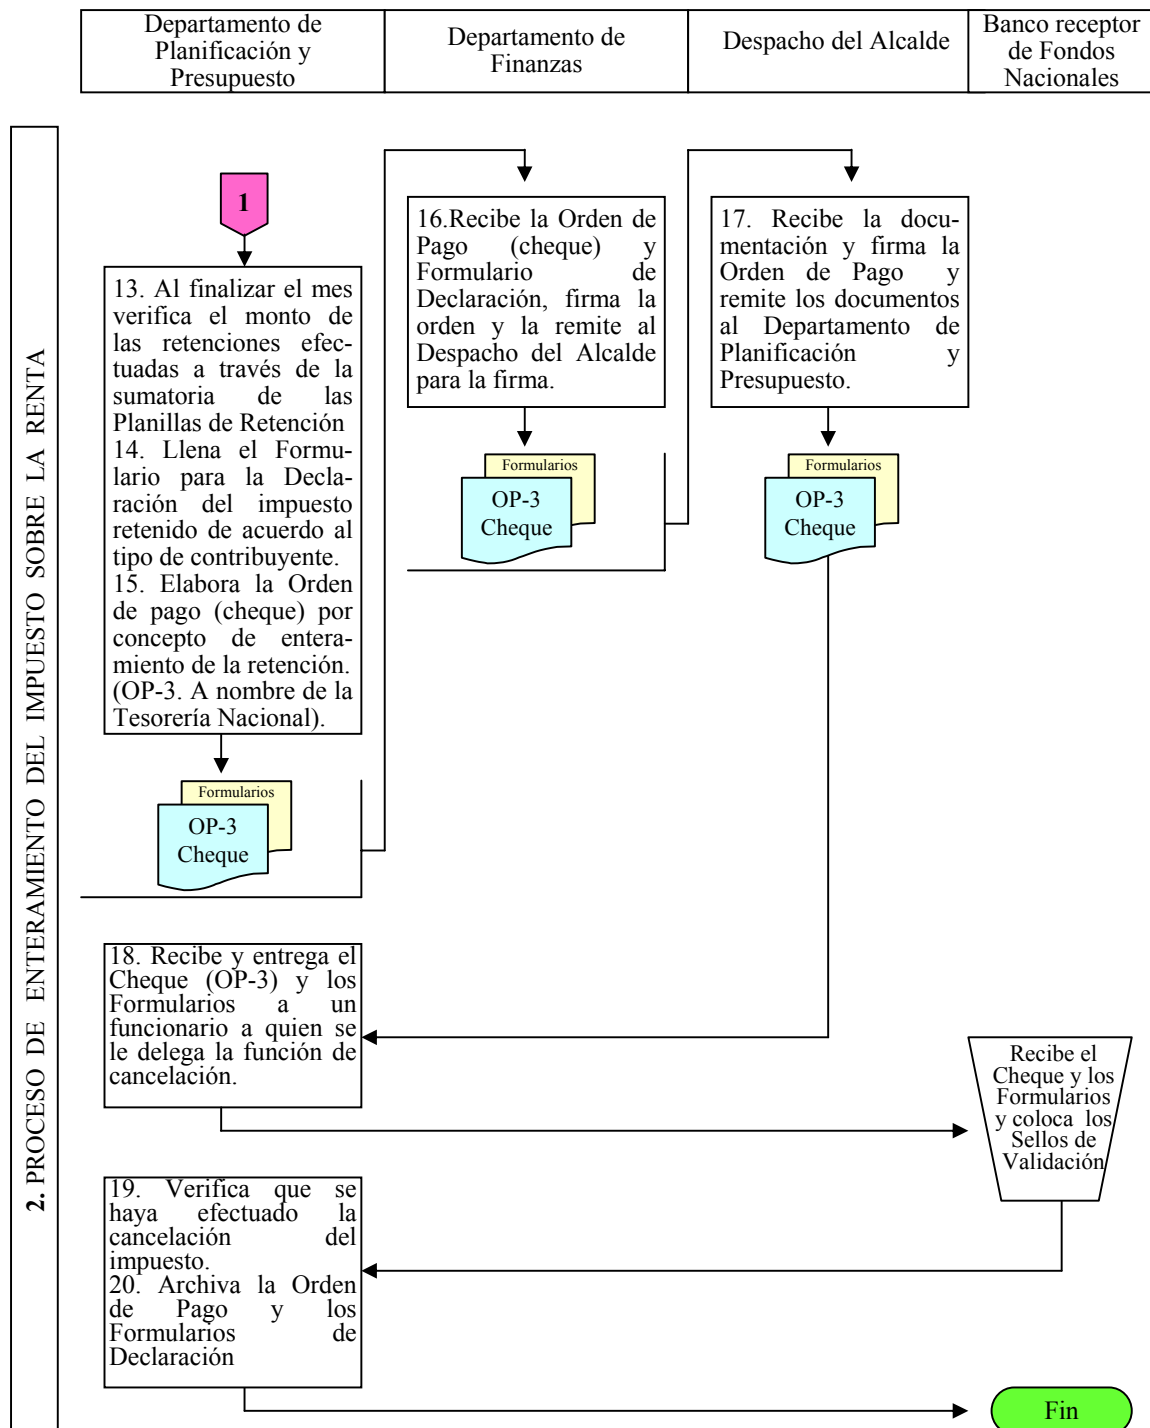 Departamento de
Planificación y
Presupuesto
Departamento de
Finanzas
Despacho del Alcalde
Banco receptor
de Fondos
Nacionales
2. PROCESO DE ENTERAMIENTO DEL IMPUESTO SOBRE LA RENTA
1
13. Al finalizar el mes
verifica el monto de
las retenciones efec-
tuadas a través de la
sumatoria de las
Planillas de Retención
14. Llena el Formu-
lario para la Decla-
ración del impuesto
retenido de acuerdo al
tipo de contribuyente.
15. Elabora la Orden
de pago (cheque) por
concepto de entera-
miento de la retención.
(OP-3. A nombre de la
Tesorería Nacional).
Formularios
OP-3
Cheque
16.Recibe la Orden de
Pago (cheque) y
Formulario de
Declaración, firma la
orden y la remite al
Despacho del Alcalde
para la firma.
Formularios
OP-3
Cheque
17. Recibe la docu-
mentación y firma la
Orden de Pago y
remite los documentos
al Departamento de
Planificación y
Presupuesto.
Formularios
OP-3
Cheque
18. Recibe y entrega el
Cheque (OP-3) y los
Formularios a un
funcionario a quien se
le delega la función de
cancelación.
Recibe el
Cheque y los
Formularios
y coloca los
Sellos de
Validación
19. Verifica que se
haya efectuado la
cancelación del
impuesto.
20. Archiva la Orden
de Pago y los
Formularios de
Declaración
Fin